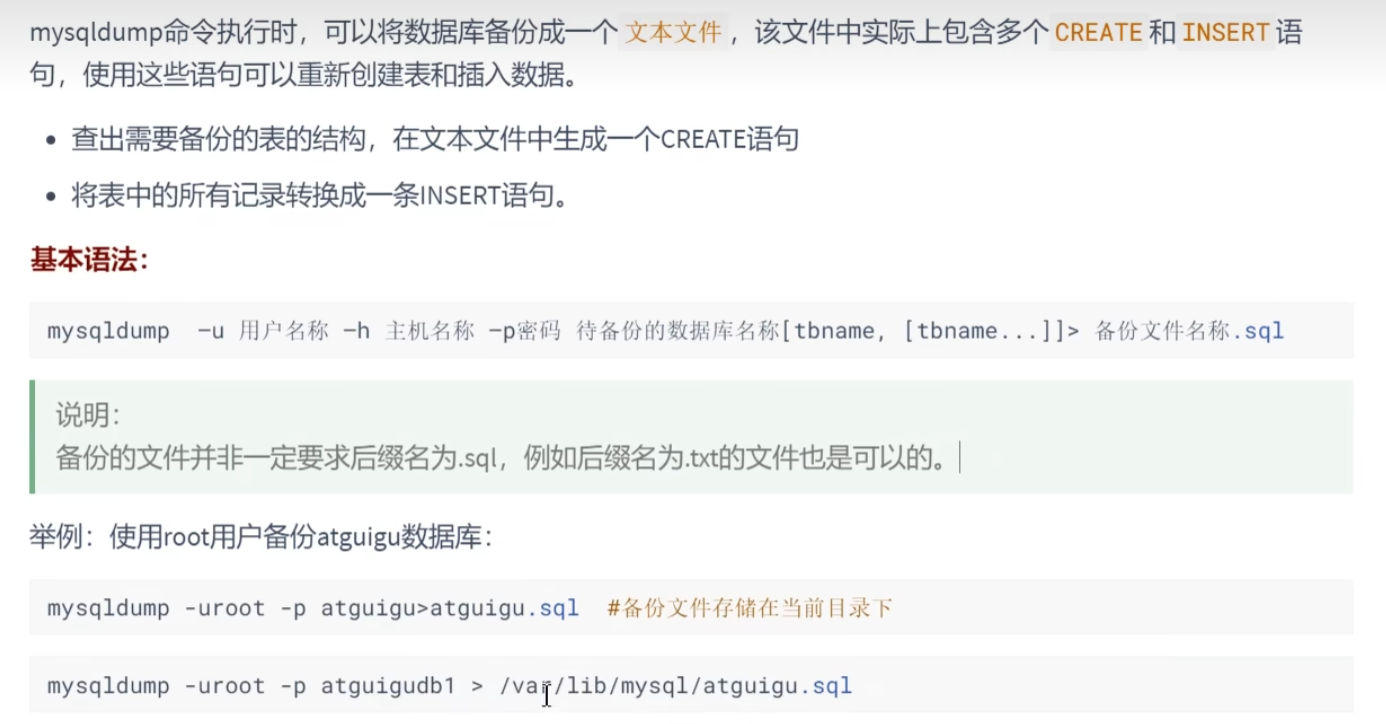 mysqldump命令执行时，可以将数据库备份成一个 文本文件 ，该文件中实际上包含多个 CREATE 和 INSERT 语
句，使用这些语句可以重新创建表和插入数据。
• 查出需要备份的表的结构，在文本文件中生成一个CREATE语句
• 将表中的所有记录转换成一条INSERT语句。
基本语法：
mysqldump  –u 用户名称 –h 主机名称 –p密码 待备份的数据库名称[tbname, [tbname...]]> 备份文件名称.sql
说明：
备份的文件并非一定要求后缀名为.sql，例如后缀名为.txt的文件也是可以的。
举例：使用root用户备份atguigu数据库：
mysqldump -uroot -p atguigu>atguigu.sql  #备份文件存储在当前目录下
mysqldump -uroot -p atguigudb1 > /var/lib/mysql/atguigu.sql